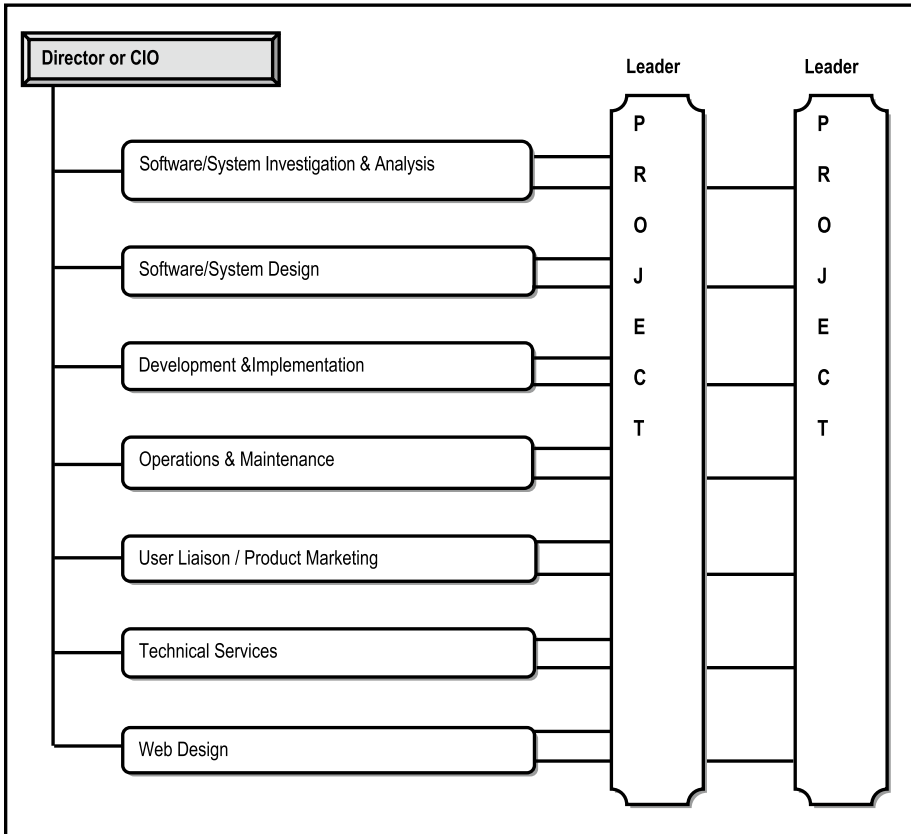 Director or CIO
Leader
Leader
Software/System Investigation & Analysis
Software/System Design
Development &Implementation
Operations & Maintenance
User Liaison / Product Marketing
Technical Services
Web Design
P
R
O
J
E
C
T
P
R
O
J
E
C
T